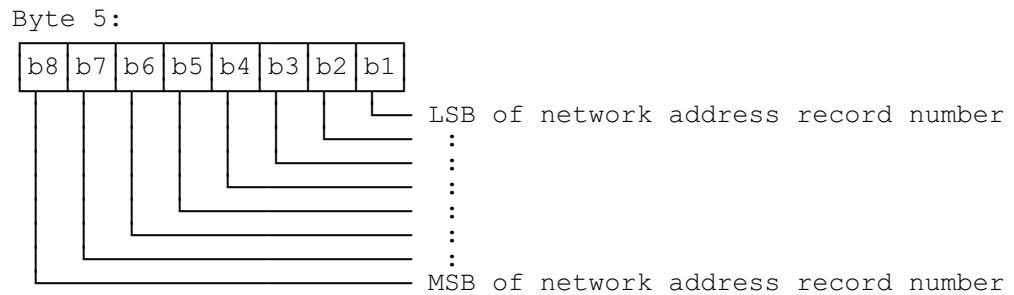 Byte 5:
b8 b7 b6 b5 b4 b3 b2 b1
LSB of network address record number
:
:
:
:
:
:
MSB of network address record number